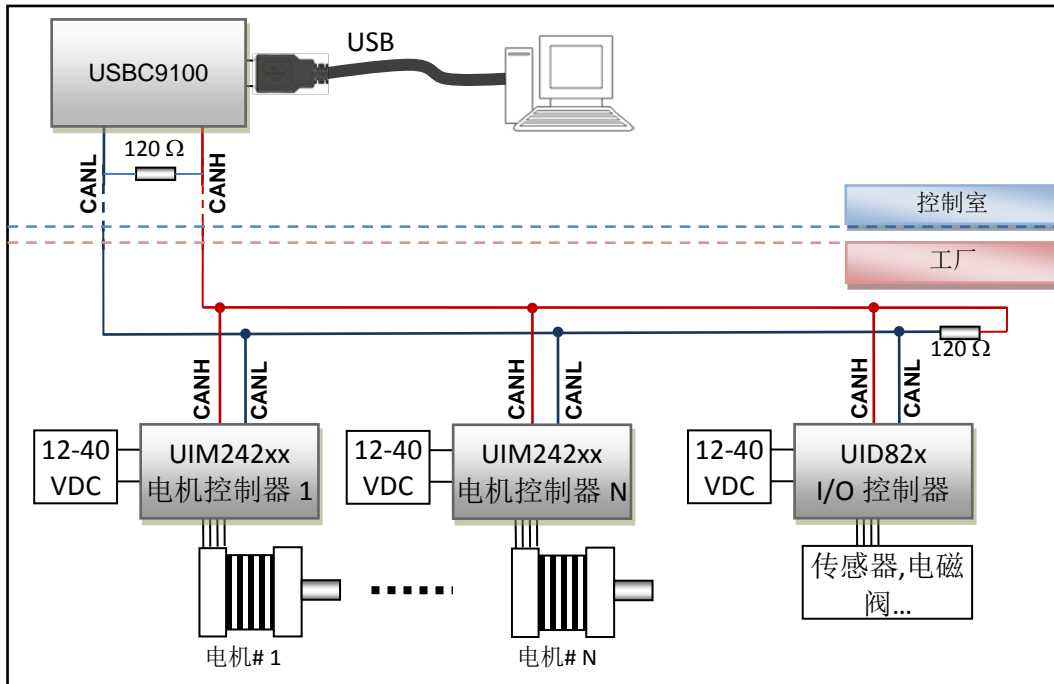 USBC9100
USB
120 Ω
CANL
CANH
控制室
工厂
120 Ω
CANH
CANL
CANH
CANL
CANH
CANL
12-40
VDC
UIM242xx
电机控制器 1
12-40
VDC
UIM242xx
电机控制器 N
12-40
VDC
UID82x
I/O 控制器
传感器,电磁
阀...
电机# 1
电机# N